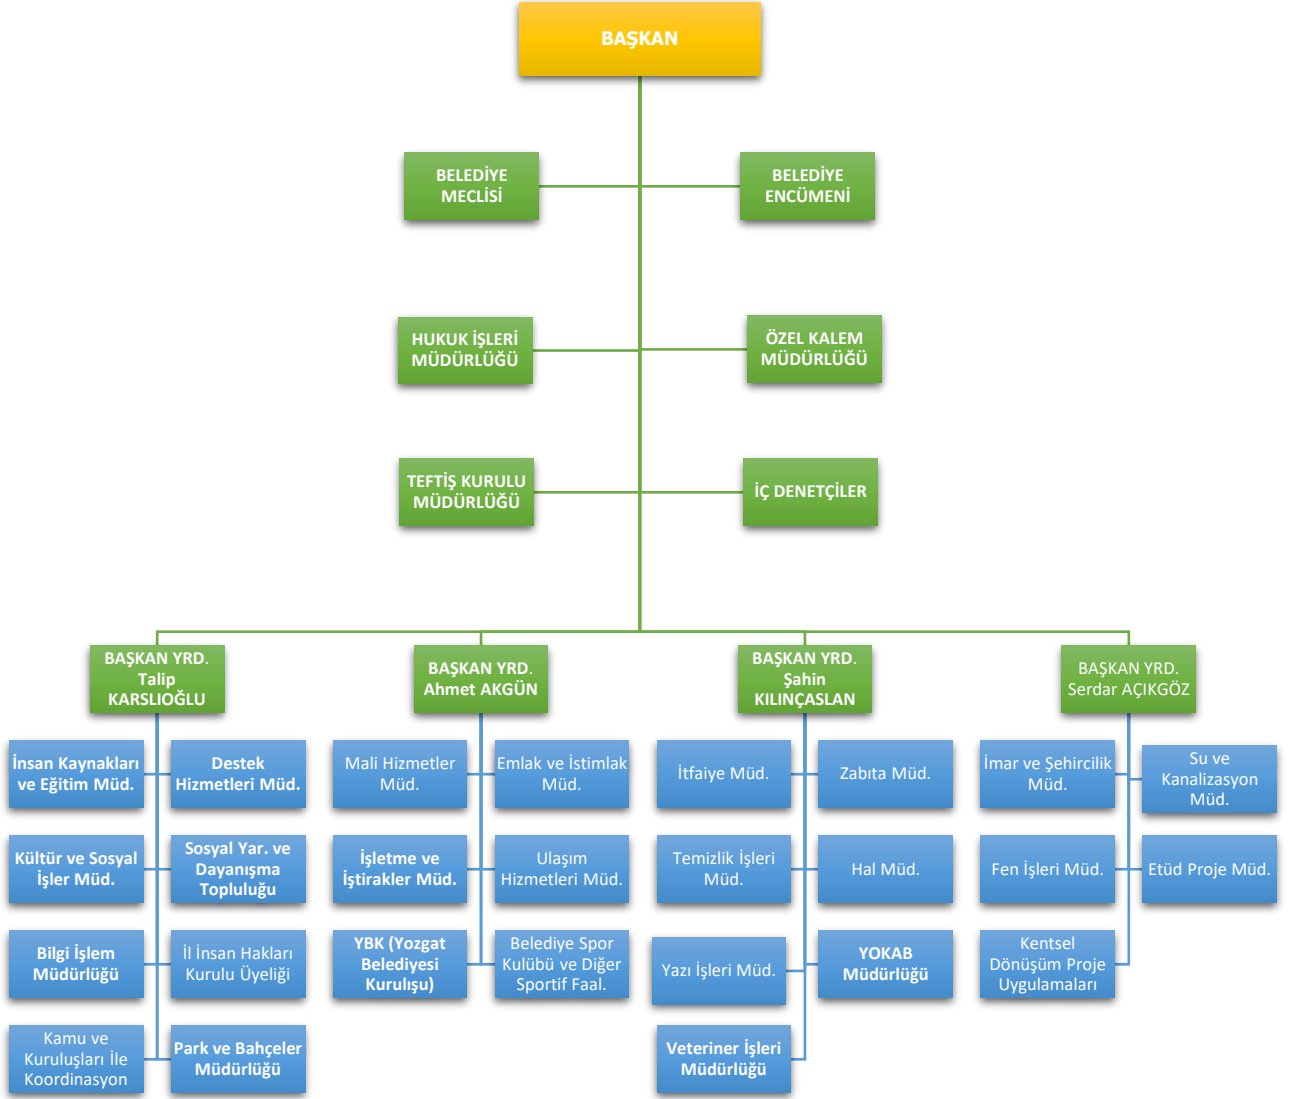 BAŞKAN
BELEDİYE
MECLİSİ
BELEDİYE
ENCÜMENİ
HUKUK İŞLERİ
MÜDÜRLÜĞÜ
ÖZEL KALEM
MÜDÜRLÜĞÜ
TEFTİŞ KURULU
MÜDÜRLÜĞÜ
İÇ DENETÇİLER
BAŞKAN YRD.
Talip
KARSLIOĞLU
BAŞKAN YRD.
Ahmet AKGÜN
BAŞKAN YRD.
Şahin
KILINÇASLAN
BAŞKAN YRD.
Serdar AÇIKGÖZ
İnsan Kaynakları
ve Eğitim Müd.
Destek
Hizmetleri Müd.
Mali Hizmetler
Müd.
Emlak ve İstimlak
Müd.
İtfaiye Müd.
Zabıta Müd.
İmar ve Şehircilik
Müd.
Su ve
Kanalizasyon
Müd.
Kültür ve Sosyal
İşler Müd.
Sosyal Yar. ve
Dayanışma
Topluluğu
İşletme ve
İştirakler Müd.
Ulaşım
Hizmetleri Müd.
Temizlik İşleri
Müd.
Hal Müd.
Fen İşleri Müd.
Etüd Proje Müd.
Bilgi İşlem
Müdürlüğü
İl İnsan Hakları
Kurulu Üyeliği
YBK (Yozgat
Belediyesi
Kurulışu)
Belediye Spor
Kulübü ve Diğer
Sportif Faal.
Yazı İşleri Müd.
YOKAB
Müdürlüğü
Kentsel
Dönüşüm Proje
Uygulamaları
Kamu ve
Kuruluşları İle
Koordinasyon
Park ve Bahçeler
Müdürlüğü
Veteriner İşleri
Müdürlüğü